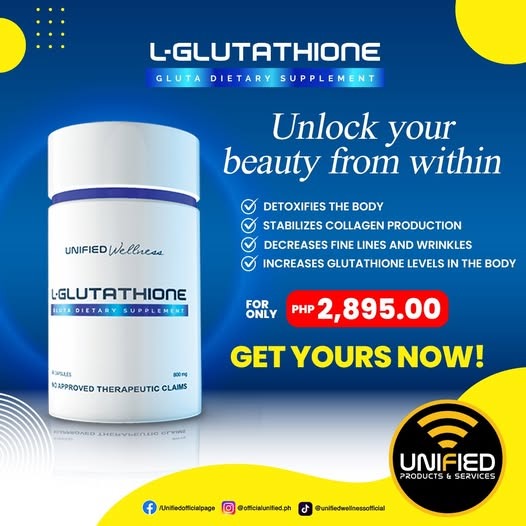 L-GLUTATHIONE
GLUTA DIETARY SUPPLEMENT
Unlock your
beauty from within
DETOXIFIES THE BODY
STABILIZES COLLAGEN PRODUCTION
DECREASES FINE LINES AND WRINKLES
INCREASES GLUTATHIONE LEVELS IN THE BODY
FOR
ONLY
PHP 2,895.00
GET YOURS NOW!
UNIFIED Wellness
L-GLUTATHIONE
GLUTA DIETARY SUPPLEMENT
CAPSULES 800 mg
NO APPROVED THERAPEUTIC CLAIMS
UNIFIED
PRODUCTS & SERVICES
/Unifiedofficialpage @officialunified.ph @unifiedwellnessofficial